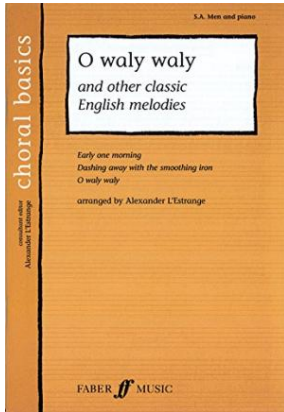 S.A. Men and piano
O waly waly
and other classic
English melodies
Early one morning
Dashing away with the smoothing iron
O waly waly
arranged by Alexander L'Estrange
choral basics
consultant editor
Alexander L'Estrange
FABER ff MUSIC